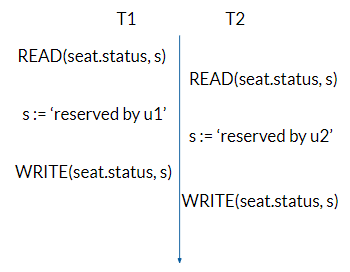 T1 T2
READ(seat.status, s)
READ(seat.status, s)
s := ‘reserved by u1’
s := ‘reserved by u2’
WRITE(seat.status, s)
WRITE(seat.status, s)